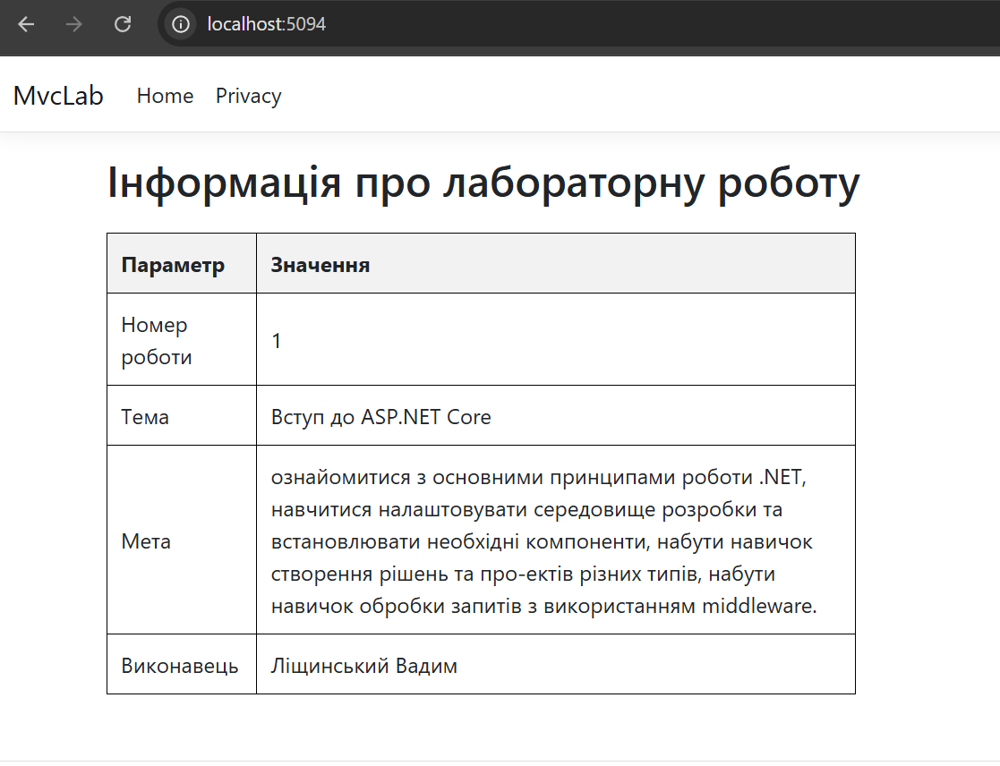 localhost:5094
MvcLab Home Privacy
Інформація про лабораторну роботу
Параметр Значення
Номер
роботи
1
Тема Вступ до ASP.NET Core
Мета
ознайомитися з основними принципами роботи .NET,
навчитися налаштовувати середовище розробки та
встановлювати необхідні компоненти, набути навичок
створення рішень та про-ектів різних типів, набути
навичок обробки запитів з використанням middleware.
Виконавець Ліщинський Вадим